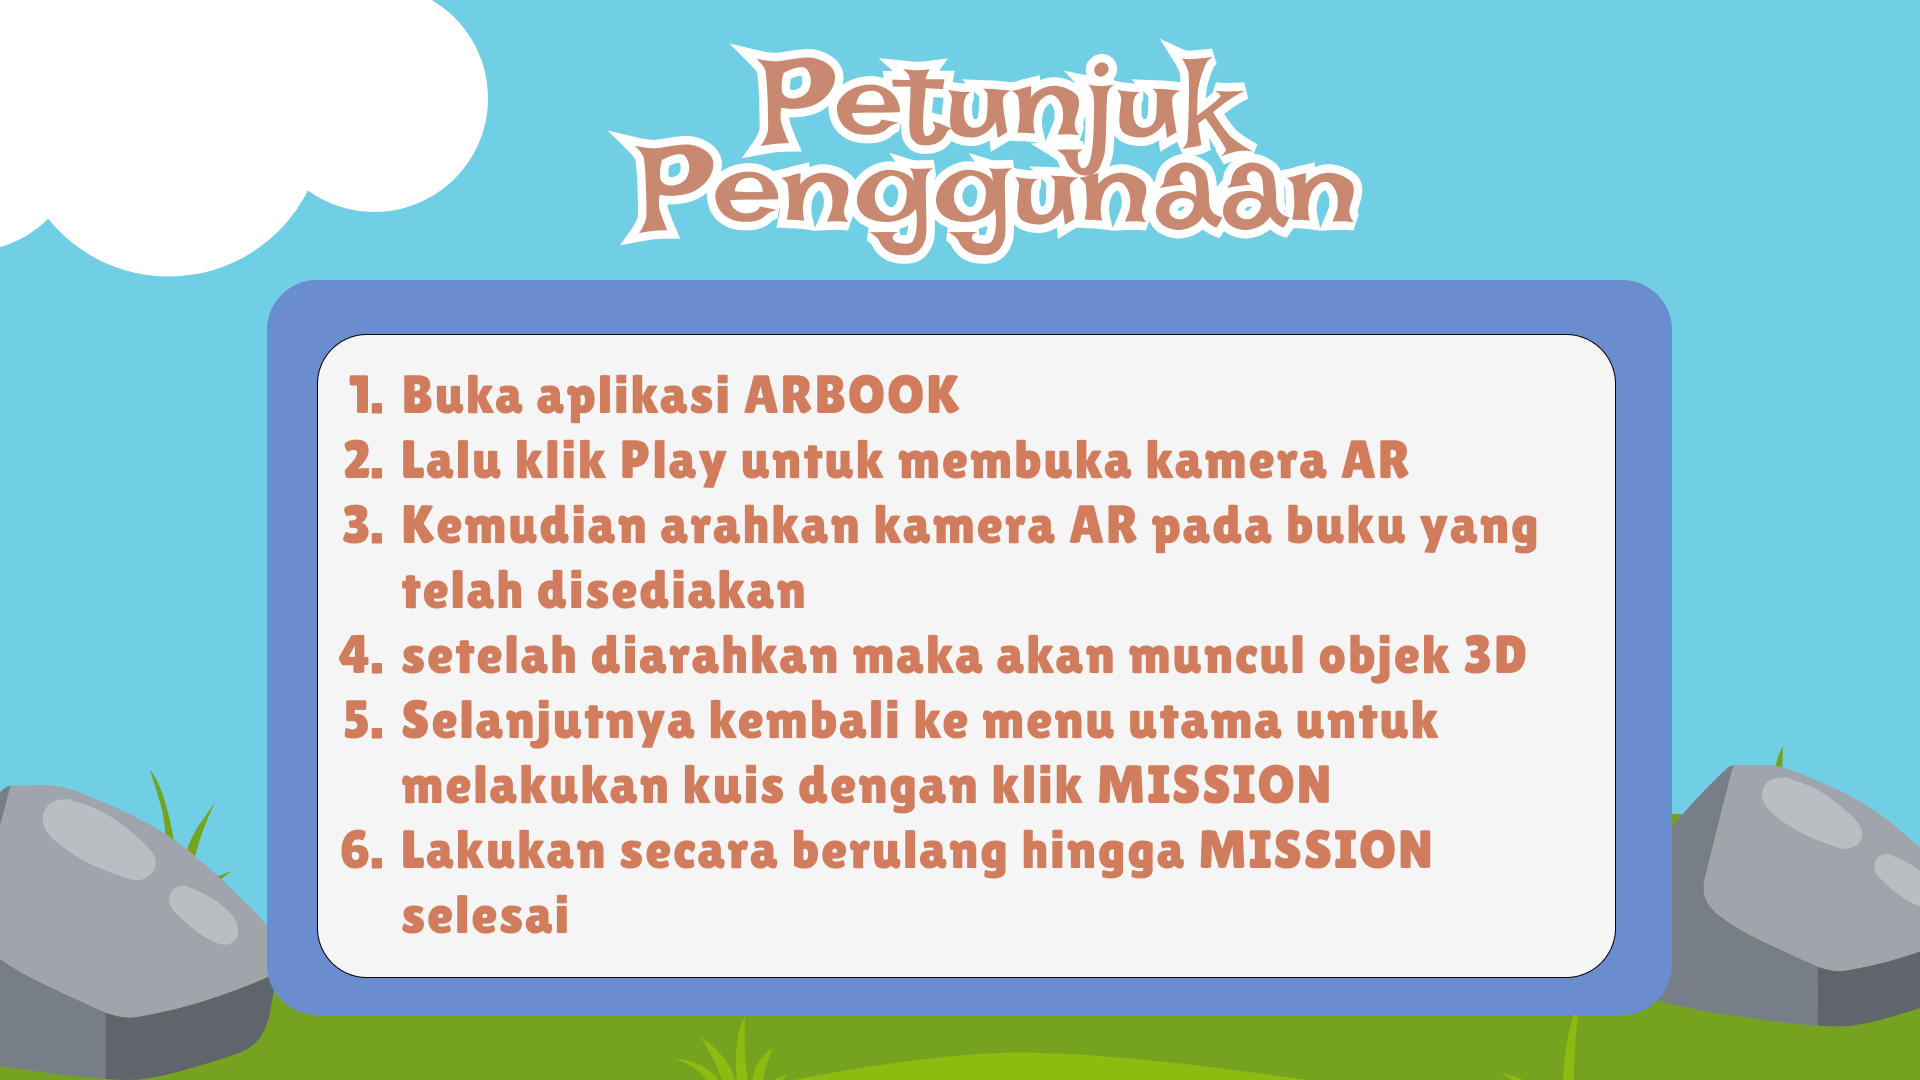 Petunjuk
Penggunaan
1. Buka aplikasi ARBOOK
2. Lalu klik Play untuk membuka kamera AR
3. Kemudian arahkan kamera AR pada buku yang
telah disediakan
4. setelah diarahkan maka akan muncul objek 3D
5. Selanjutnya kembali ke menu utama untuk
melakukan kuis dengan klik MISSION
6. Lakukan secara berulang hingga MISSION
selesai